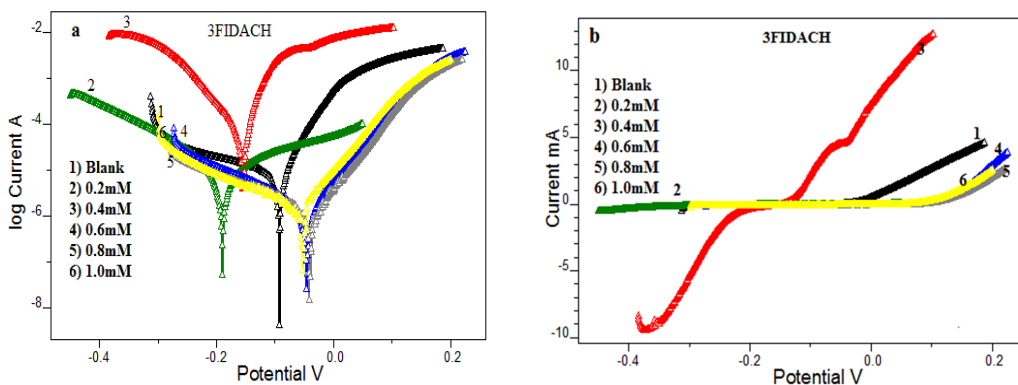 a
3FIDACH
log Current A
-2
-4
-6
-8
3
2
1
6
4
5
1) Blank
2) 0.2mM
3) 0.4mM
4) 0.6mM
5) 0.8mM
6) 1.0mM
-0.4
-0.2
0.0
0.2
Potential V
b
3FIDACH
Current mA
10
5
0
-5
-10
3
1) Blank
2) 0.2mM
3) 0.4mM
4) 0.6mM
5) 0.8mM
6) 1.0mM
1
4
2
6
5
-0.4
-0.2
0.0
0.2
Potential V